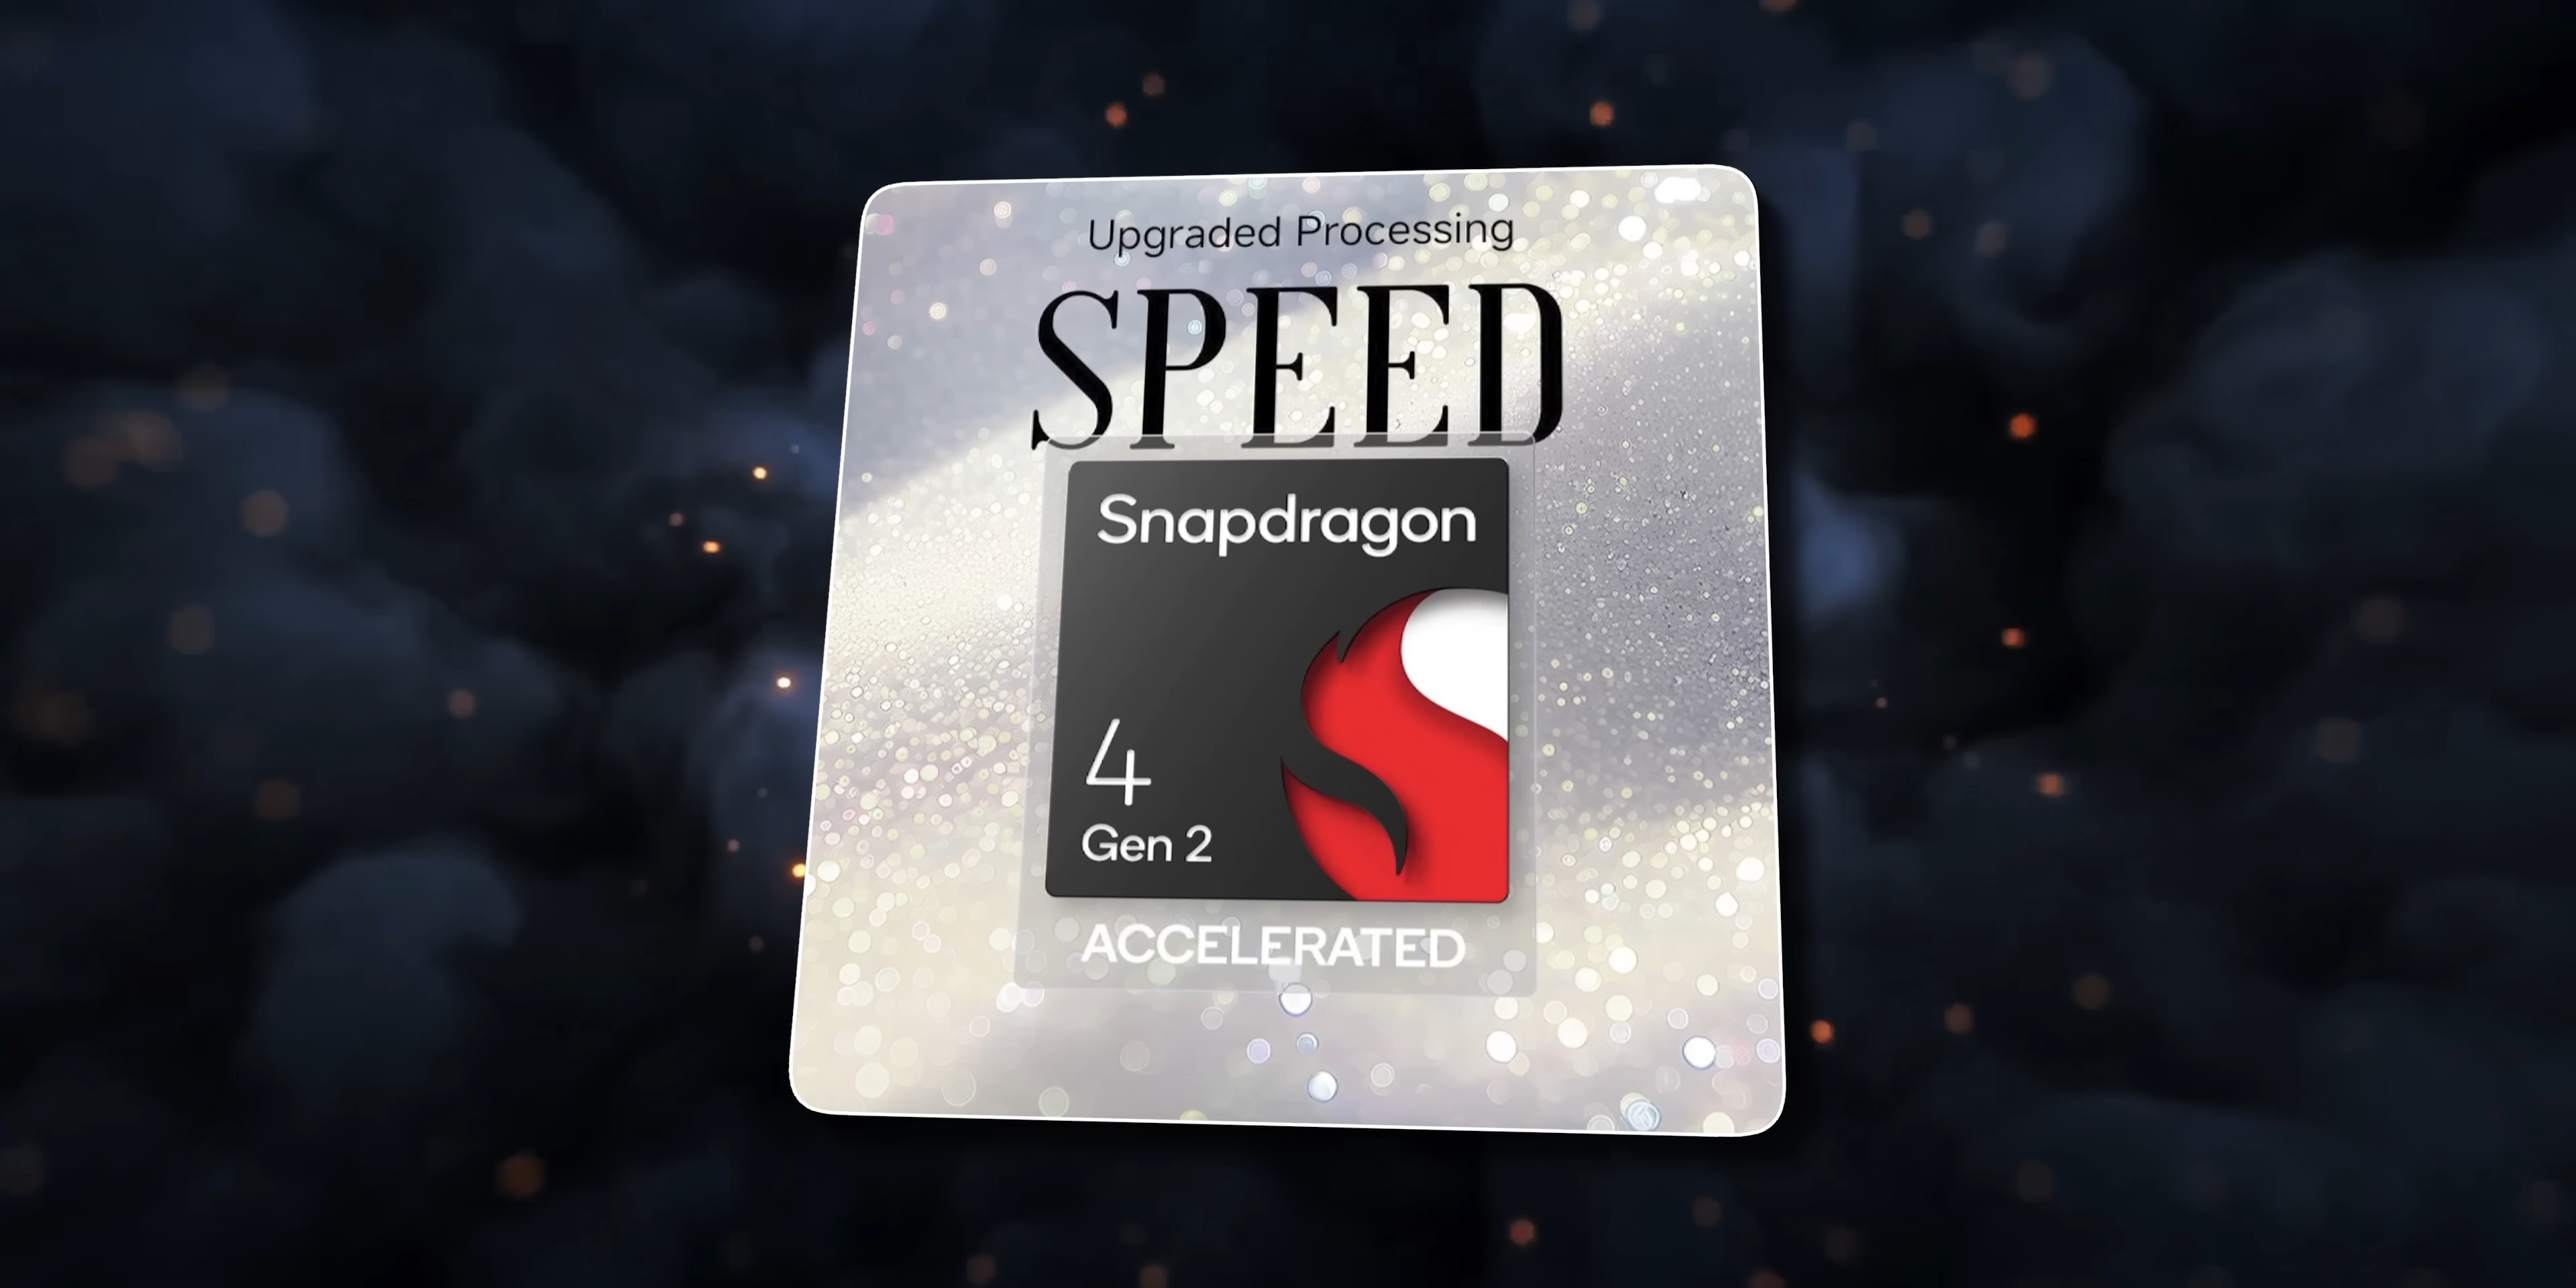 Upgraded Processing
SPEED
Snapdragon
4
Gen 2
ACCELERATED